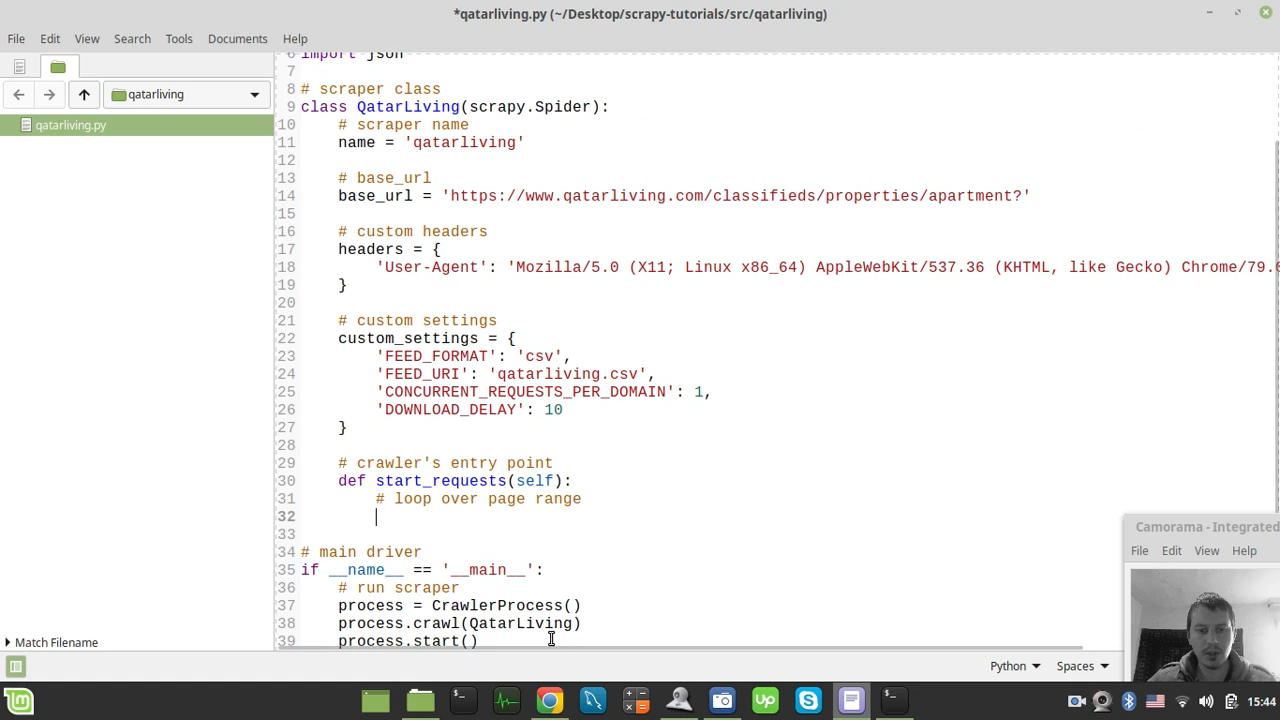 *qatarliving.py (~/Desktop/scrapy-tutorials/src/qatarliving)
File Edit View Search Tools Documents Help
qatarliving
qatarliving.py
Match Filename
6 import json
7
8 # scraper class
9 class QatarLiving(scrapy.Spider):
10 # scraper name
11 name = 'qatarliving'
12
13 # base_url
14 base_url = 'https://www.qatarliving.com/classifieds/properties/apartment?'
15
16 # custom headers
17 headers = {
18 'User-Agent': 'Mozilla/5.0 (X11; Linux x86_64) AppleWebKit/537.36 (KHTML, like Gecko) Chrome/79.
19 }
20
21 # custom settings
22 custom_settings = {
23 'FEED_FORMAT': 'csv',
24 'FEED_URI': 'qatarliving.csv',
25 'CONCURRENT_REQUESTS_PER_DOMAIN': 1,
26 'DOWNLOAD_DELAY': 10
27 }
28
29 # crawler's entry point
30 def start_requests(self):
31 # loop over page range
32
33
34 # main driver
35 if __name__ == '__main__':
36 # run scraper
37 process = CrawlerProcess()
38 process.crawl(QatarLiving)
39 process.start()
Camorama - Integrated
File Edit View Help
Python Spaces
15:44